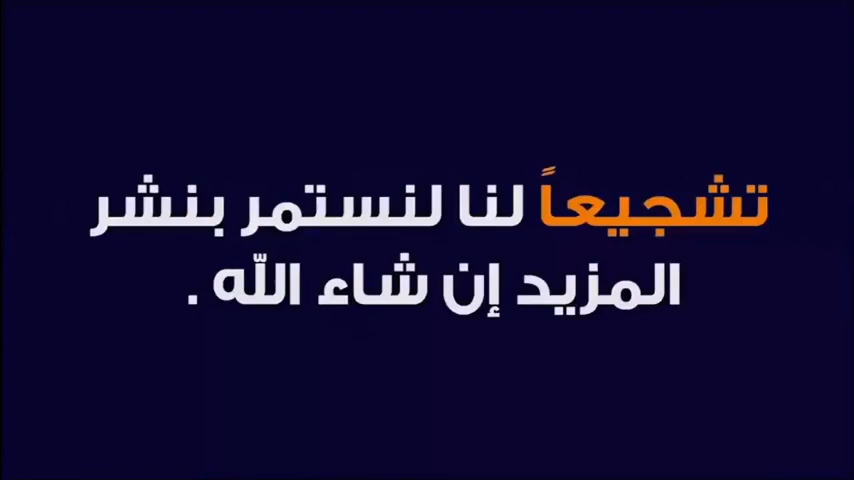 تشجيعاً لنا لنستمر بنشر
المزيد إن شاء الله .